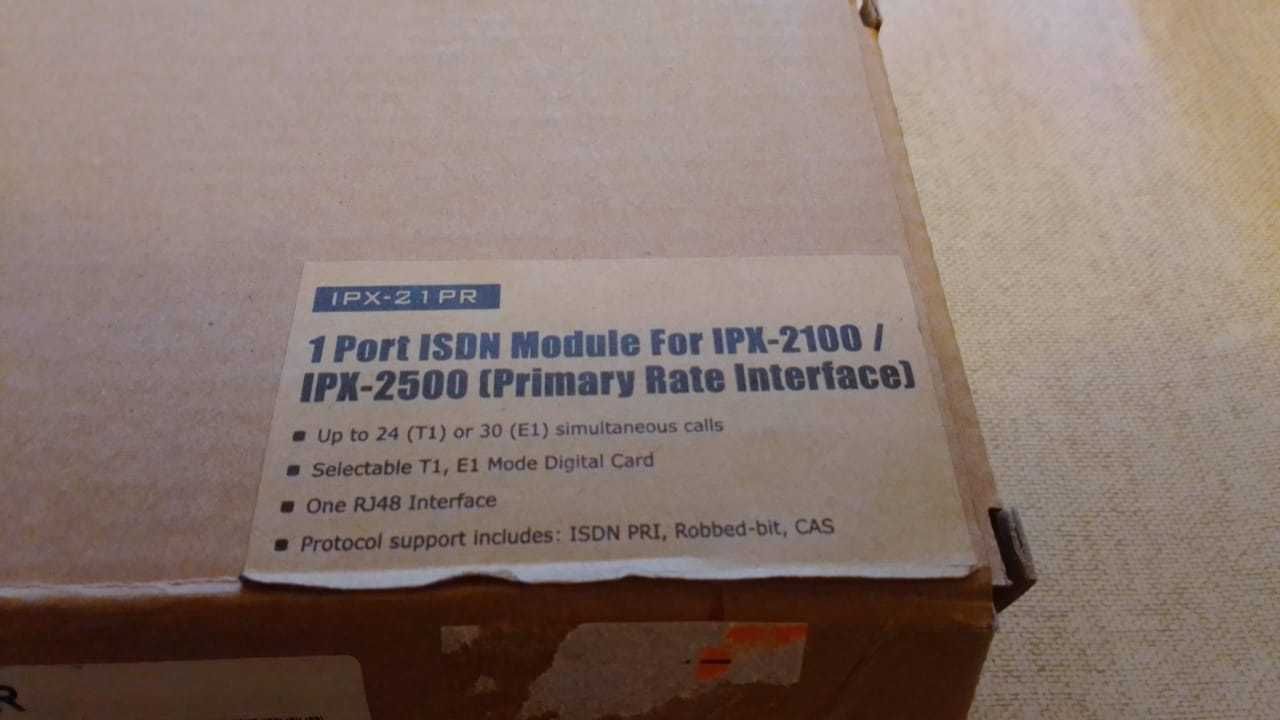 IPX-21PR
1 Port ISDN Module For IPX-2100 /
IPX-2500 (Primary Rate Interface)
▪ Up to 24 (T1) or 30 (E1) simultaneous calls
▪ Selectable T1, E1 Mode Digital Card
▪ One RJ48 Interface
▪ Protocol support includes: ISDN PRI, Robbed-bit, CAS